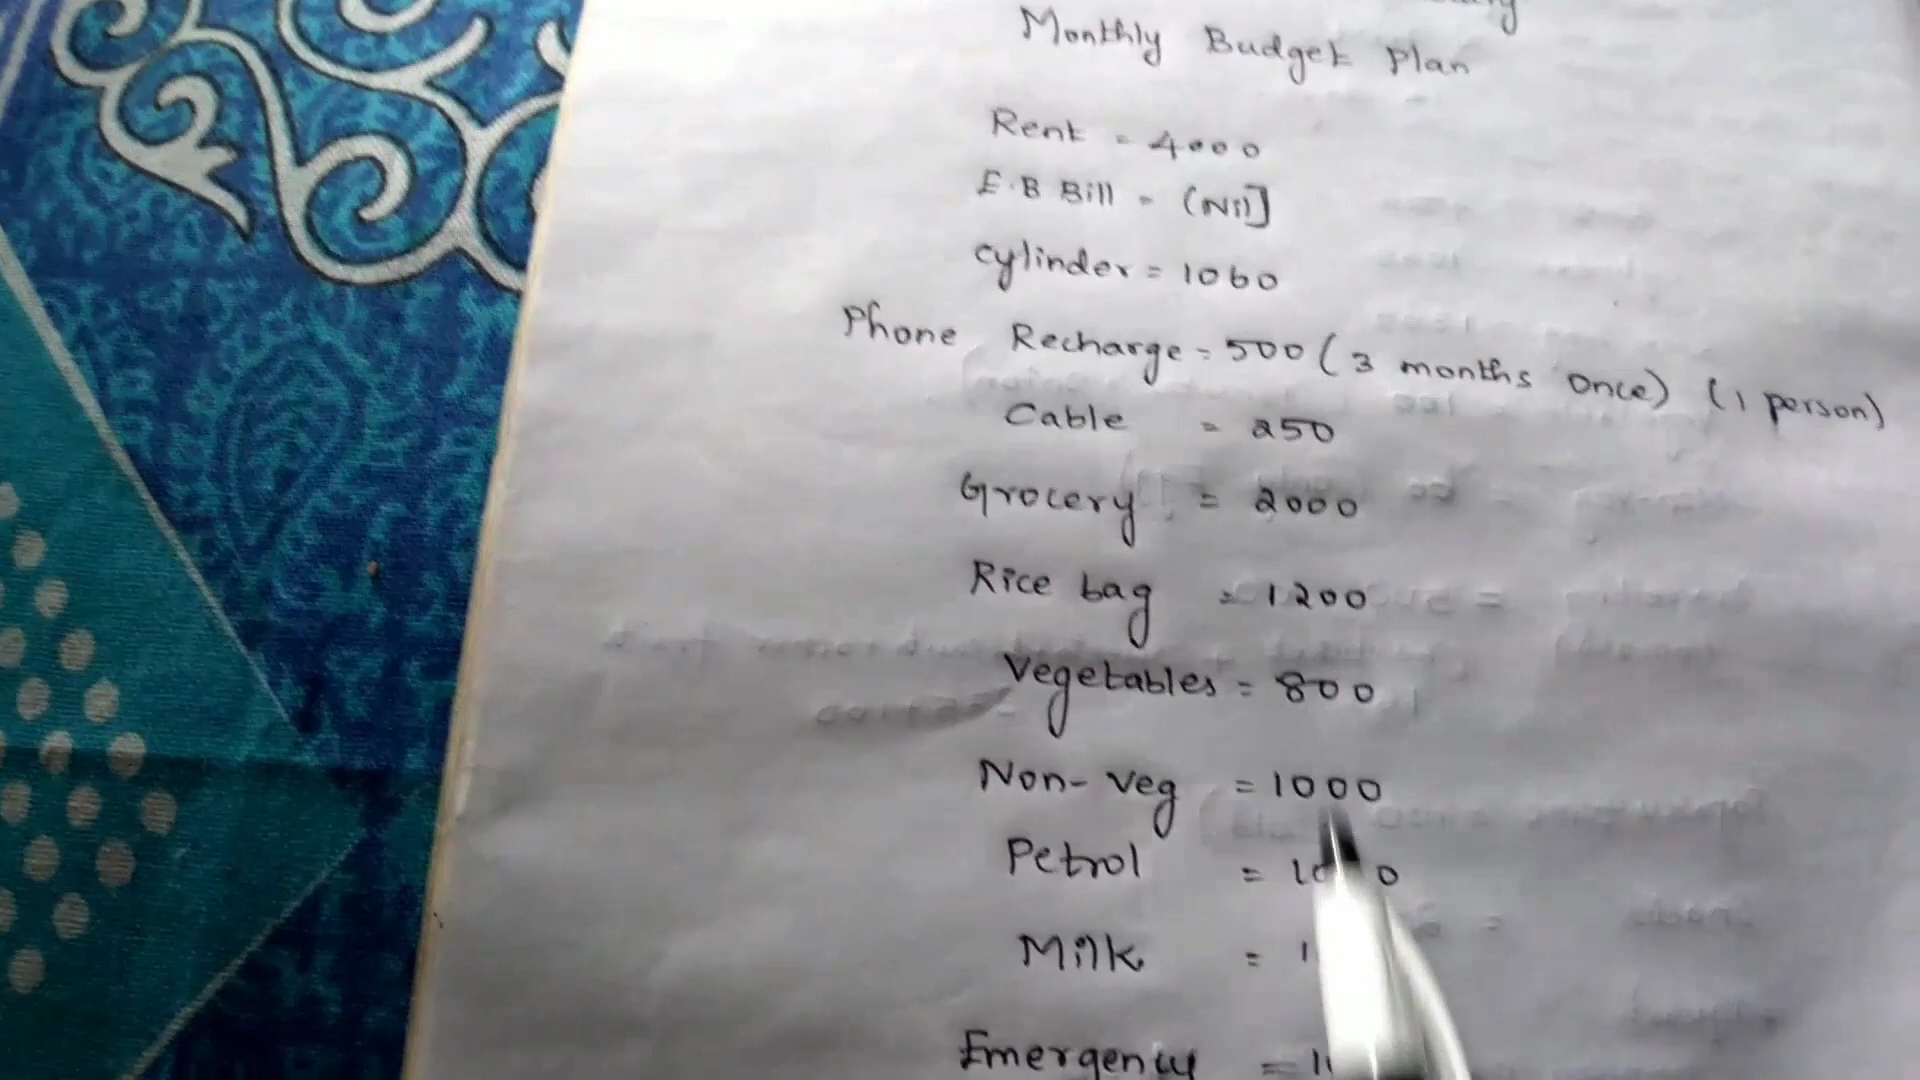 Monthly Budget Plan
Rent = 4000
E.B Bill = (Nil]
Cylinder = 1060
Phone Recharge = 500 (3 months once) (1 person)
Cable = 250
Grocery = 2000
Rice bag = 1200
Vegetables = 800
Non-veg = 1000
Petrol =
Milk =
Emergency =